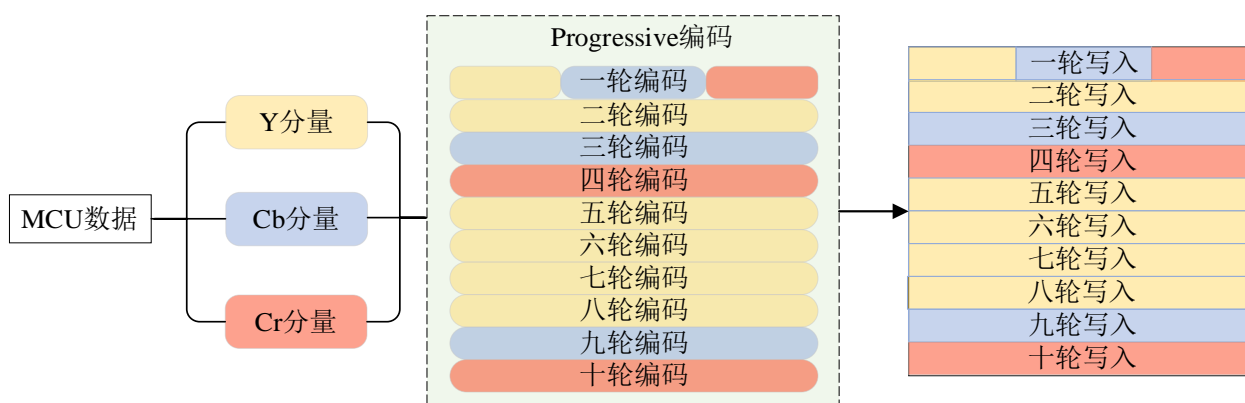 MCU数据
Y分量
Cb分量
Cr分量
Progressive编码
一轮编码
二轮编码
三轮编码
四轮编码
五轮编码
六轮编码
七轮编码
八轮编码
九轮编码
十轮编码
一轮写入
二轮写入
三轮写入
四轮写入
五轮写入
六轮写入
七轮写入
八轮写入
九轮写入
十轮写入